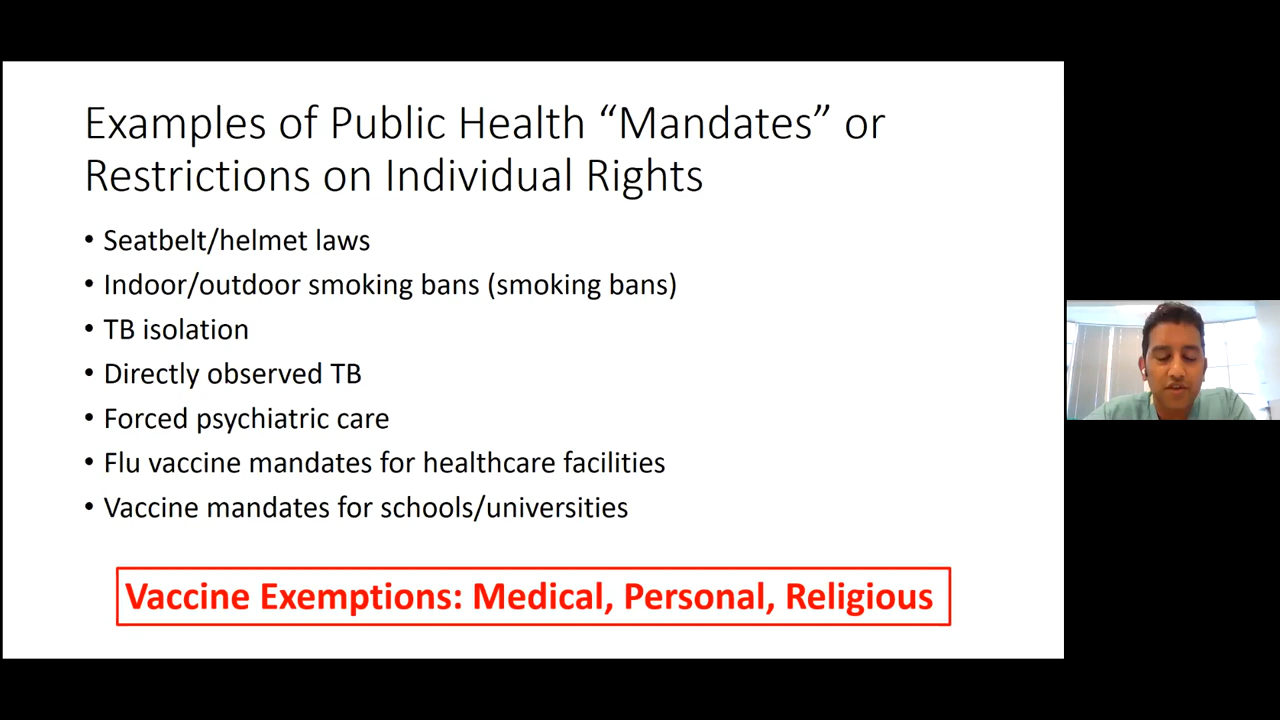 Examples of Public Health “Mandates” or
Restrictions on Individual Rights
• Seatbelt/helmet laws
• Indoor/outdoor smoking bans (smoking bans)
• TB isolation
• Directly observed TB
• Forced psychiatric care
• Flu vaccine mandates for healthcare facilities
• Vaccine mandates for schools/universities
Vaccine Exemptions: Medical, Personal, Religious